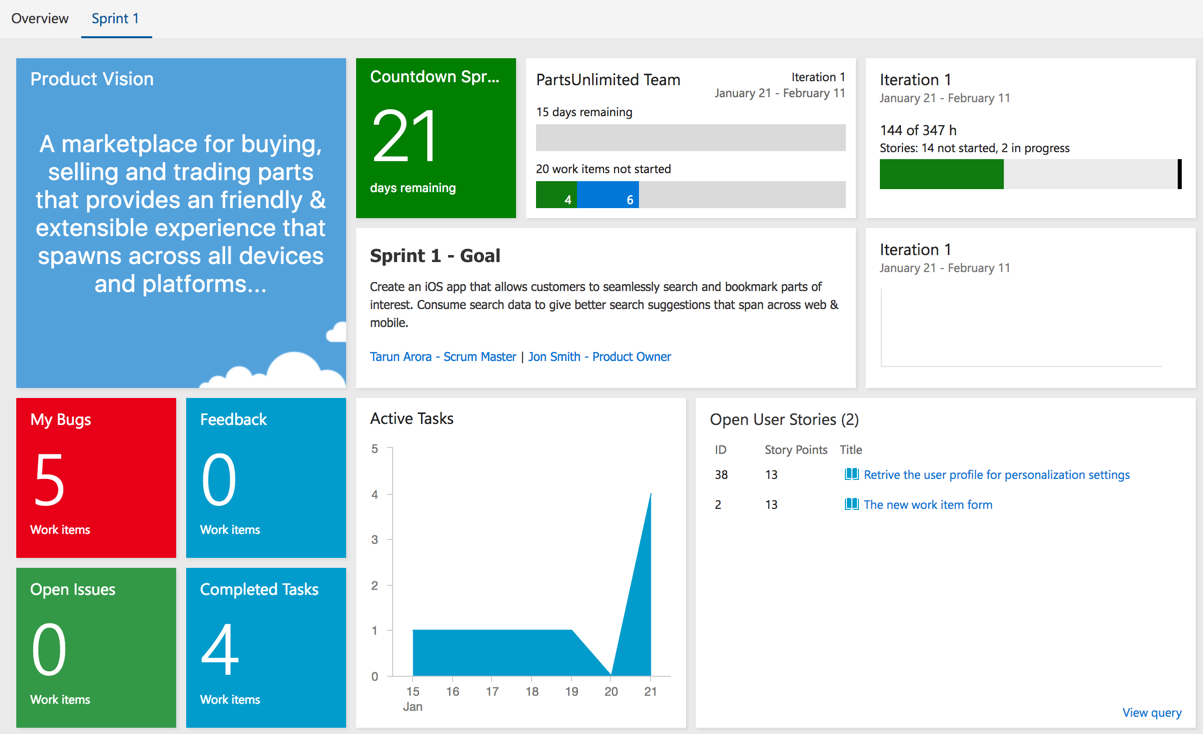 Overview
Sprint 1
Product Vision
A marketplace for buying,
selling and trading parts
that provides an friendly &
extensible experience that
spawns across all devices
and platforms...
Countdown Spr...
21
days remaining
PartsUnlimited Team
Iteration 1
January 21 - February 11
15 days remaining
20 work items not started
4
6
Iteration 1
January 21 - February 11
144 of 347 h
Stories: 14 not started, 2 in progress
Sprint 1 - Goal
Create an iOS app that allows customers to seamlessly search and bookmark parts of
interest. Consume search data to give better search suggestions that span across web &
mobile.
Tarun Arora - Scrum Master | Jon Smith - Product Owner
Iteration 1
January 21 - February 11
My Bugs
5
Work items
Feedback
0
Work items
Open Issues
0
Work items
Completed Tasks
4
Work items
Active Tasks
5
4
3
2
1
0
15 16 17 18 19 20 21
Jan
Open User Stories (2)
ID Story Points Title
38 13 Retrive the user profile for personalization settings
2 13 The new work item form
View query